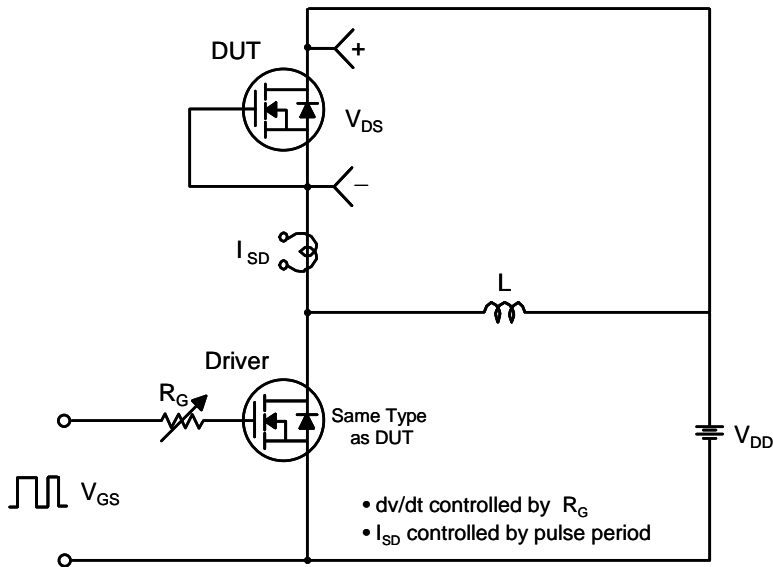 DUT
+
V_DS
–
I_SD
L
Driver
R_G
Same Type
as DUT
V_DD
V_GS
• dv/dt controlled by R_G
• I_SD controlled by pulse period